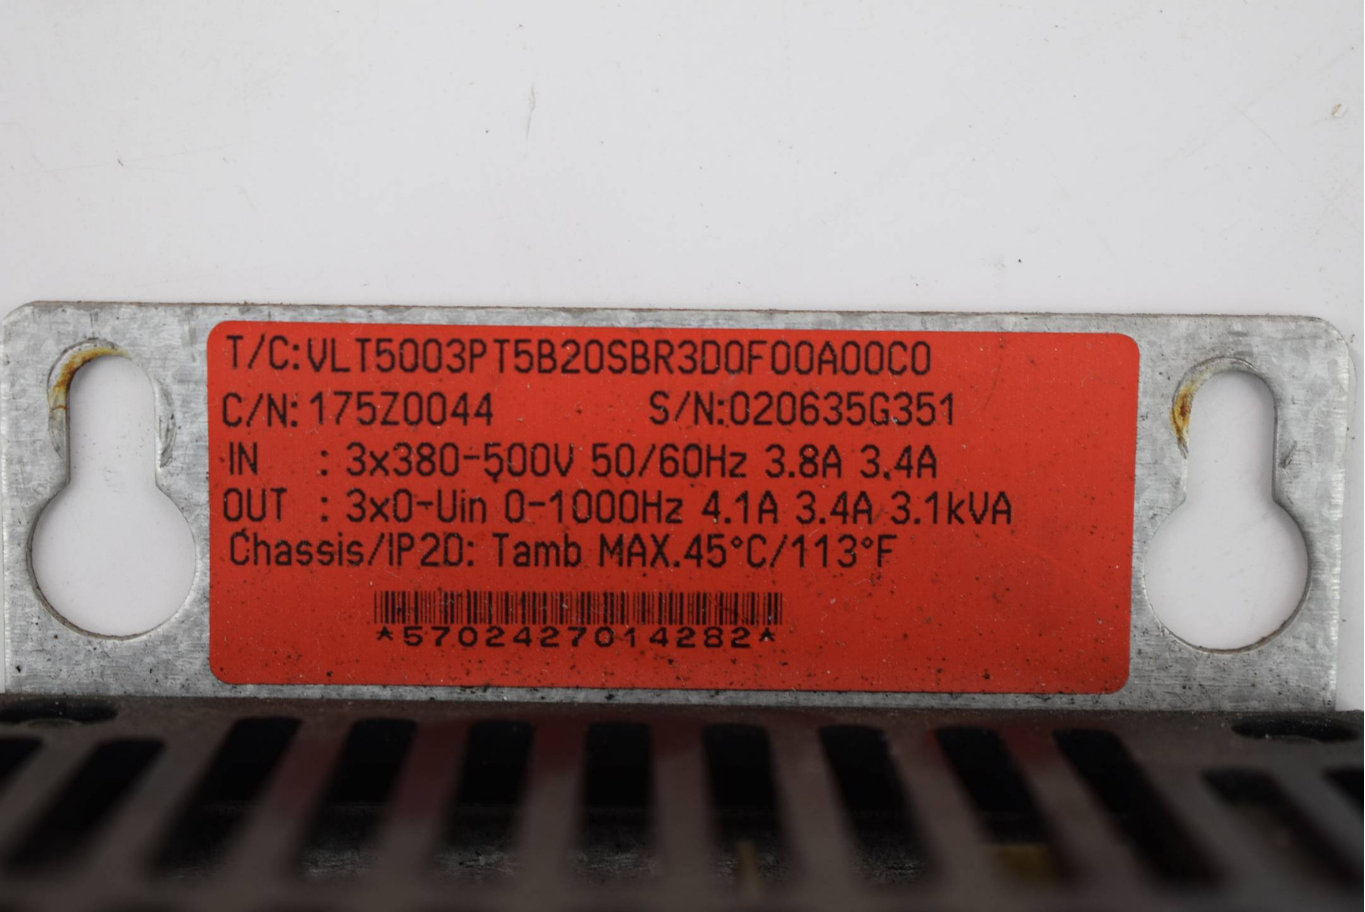 T/C:VLT5003PT5B20SBR3D0F00A00C0
C/N: 175Z0044 S/N:020635G351
IN : 3x380-500V 50/60Hz 3.8A 3.4A
OUT : 3x0-Uin 0-1000Hz 4.1A 3.4A 3.1kVA
Chassis/IP20: Tamb MAX.45°C/113°F
*5702427014282*